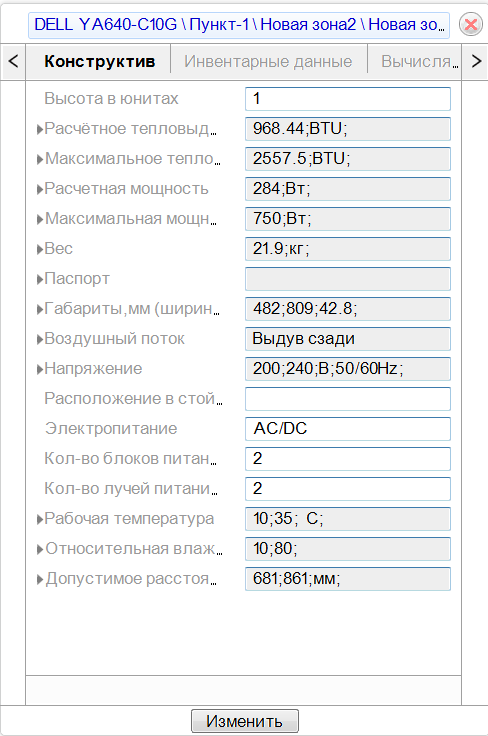 DELL YA640-C10G \ Пункт-1 \ Новая зона2 \ Новая зо...
< Конструктив Инвентарные данные Вычисля... >
Высота в юнитах 1
Расчётное тепловыд... 968.44;BTU;
Максимальное тепло... 2557.5;BTU;
Расчетная мощность 284;Вт;
Максимальная мощн... 750;Вт;
Вес 21.9;кг;
Паспорт
Габариты,мм (ширин... 482;809;42.8;
Воздушный поток Выдув сзади
Напряжение 200;240;В;50/60Hz;
Расположение в стой...
Электропитание AC/DC
Кол-во блоков питан... 2
Кол-во лучей питани... 2
Рабочая температура 10;35; C;
Относительная влаж... 10;80;
Допустимое расстоя... 681;861;мм;
Изменить